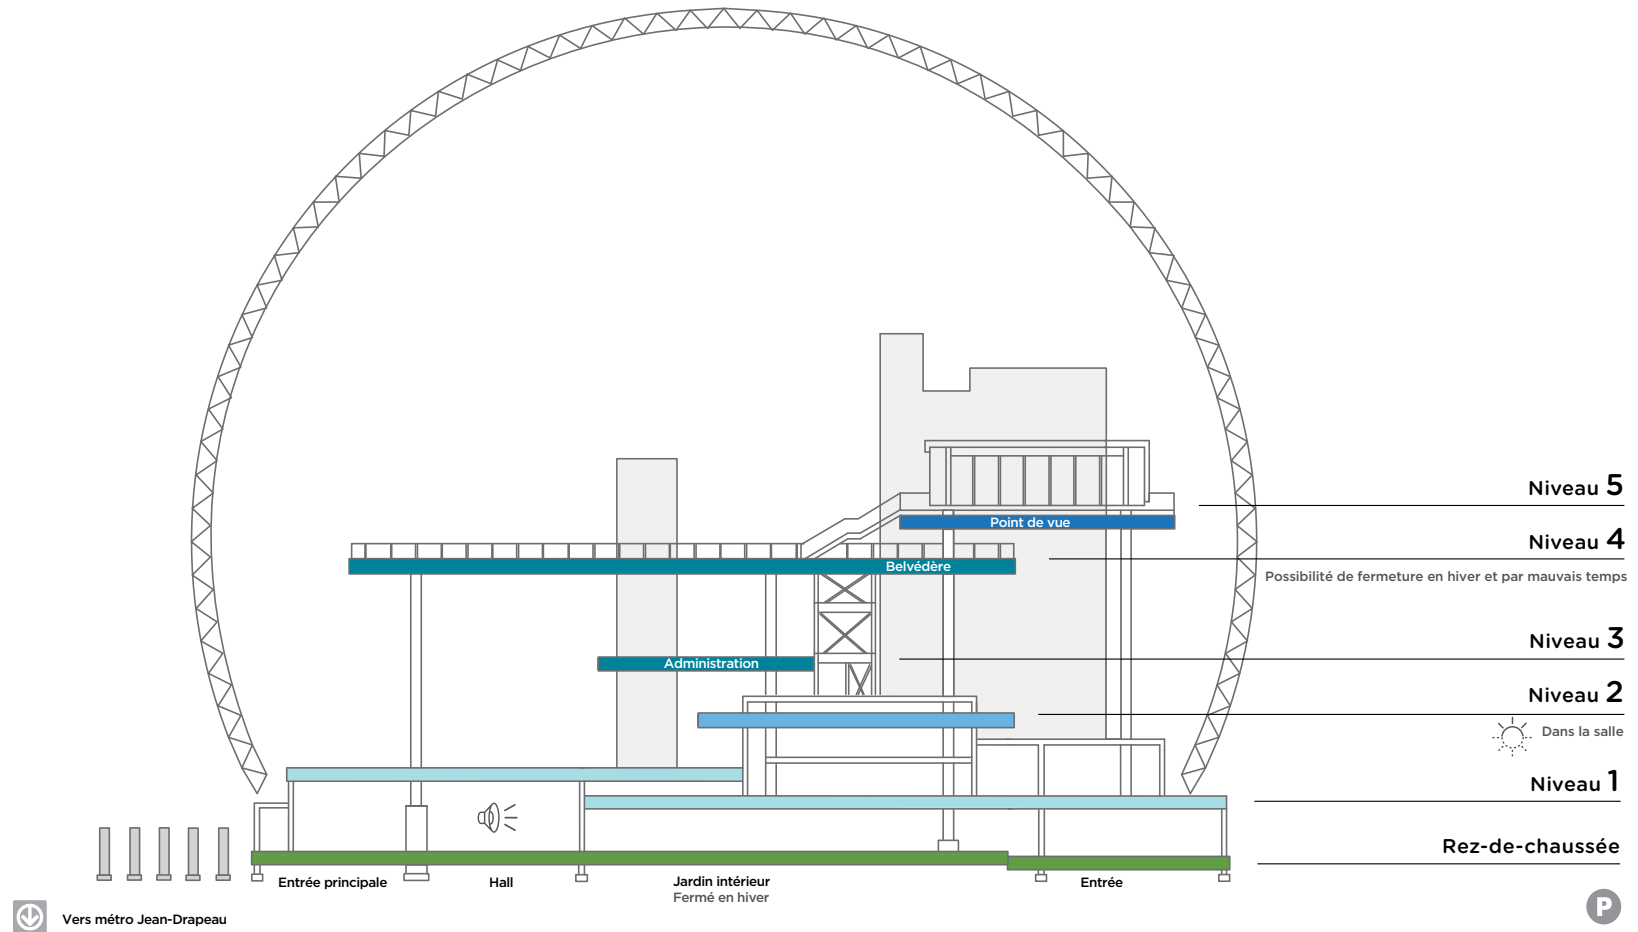 Niveau 5
Point de vue
Niveau 4
Belvédère
Possibilité de fermeture en hiver et par mauvais temps
Niveau 3
Administration
Niveau 2
Dans la salle
Niveau 1
Rez-de-chaussée
Entrée principale
Hall
Jardin intérieur
Fermé en hiver
Entrée
P
Vers métro Jean-Drapeau